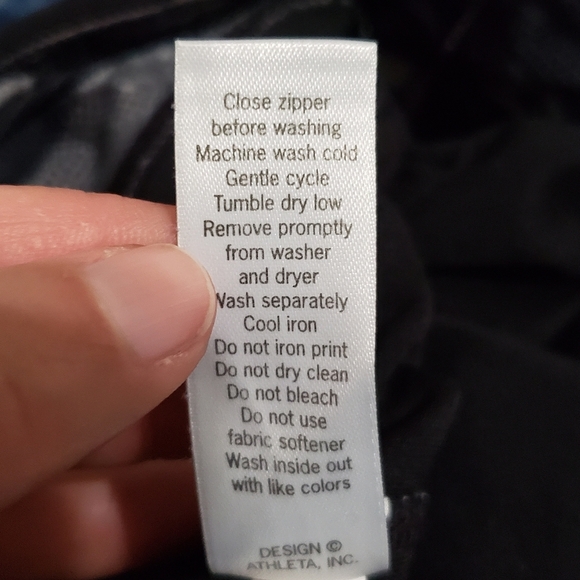 Close zipper
before washing
Machine wash cold
Gentle cycle
Tumble dry low
Remove promptly
from washer
and dryer
Wash separately
Cool iron
Do not iron print
Do not dry clean
Do not bleach
Do not use
fabric softener
Wash inside out
with like colors
DESIGN ©
ATHLETA, INC.